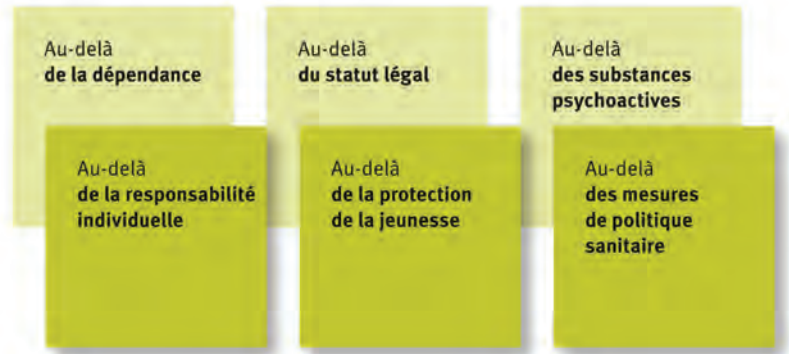 Au-delà
de la dépendance
Au-delà
du statut légal
Au-delà
des substances
psychoactives
Au-delà
de la responsabilité
individuelle
Au-delà
de la protection
de la jeunesse
Au-delà
des mesures
de politique
sanitaire